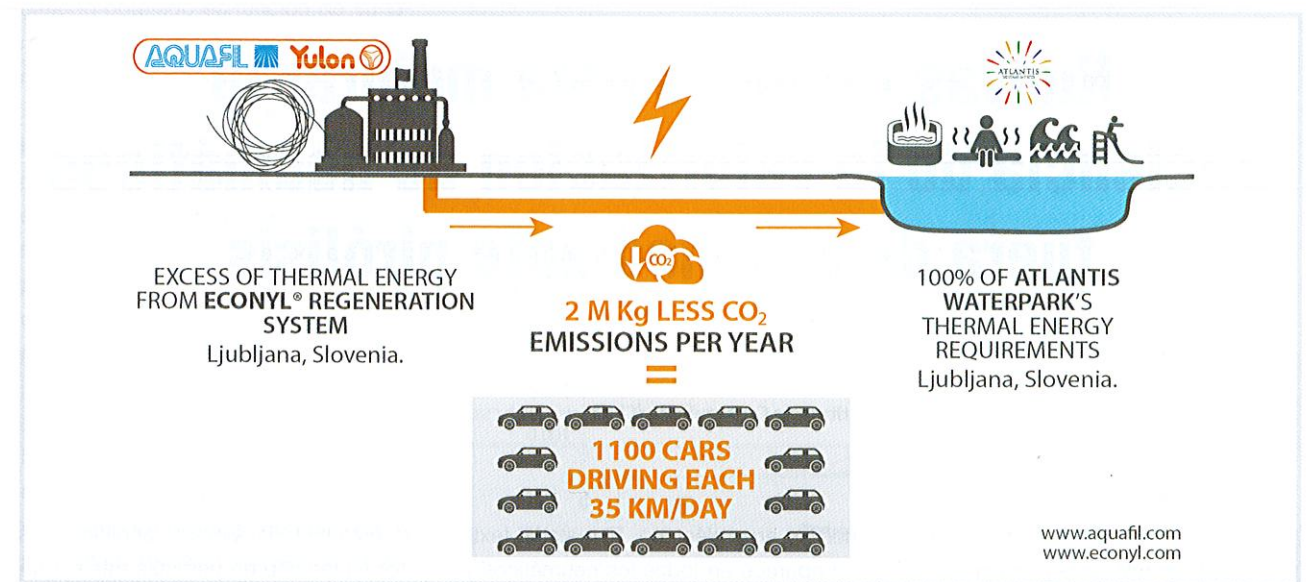 AQUAFIL Yulon
ATLANTIS
EXCESS OF THERMAL ENERGY
FROM ECONYL® REGENERATION
SYSTEM
Ljubljana, Slovenia.
CO2
2 M Kg LESS CO₂
EMISSIONS PER YEAR
=
1100 CARS
DRIVING EACH
35 KM/DAY
100% OF ATLANTIS
WATERPARK'S
THERMAL ENERGY
REQUIREMENTS
Ljubljana, Slovenia.
www.aquafil.com
www.econyl.com